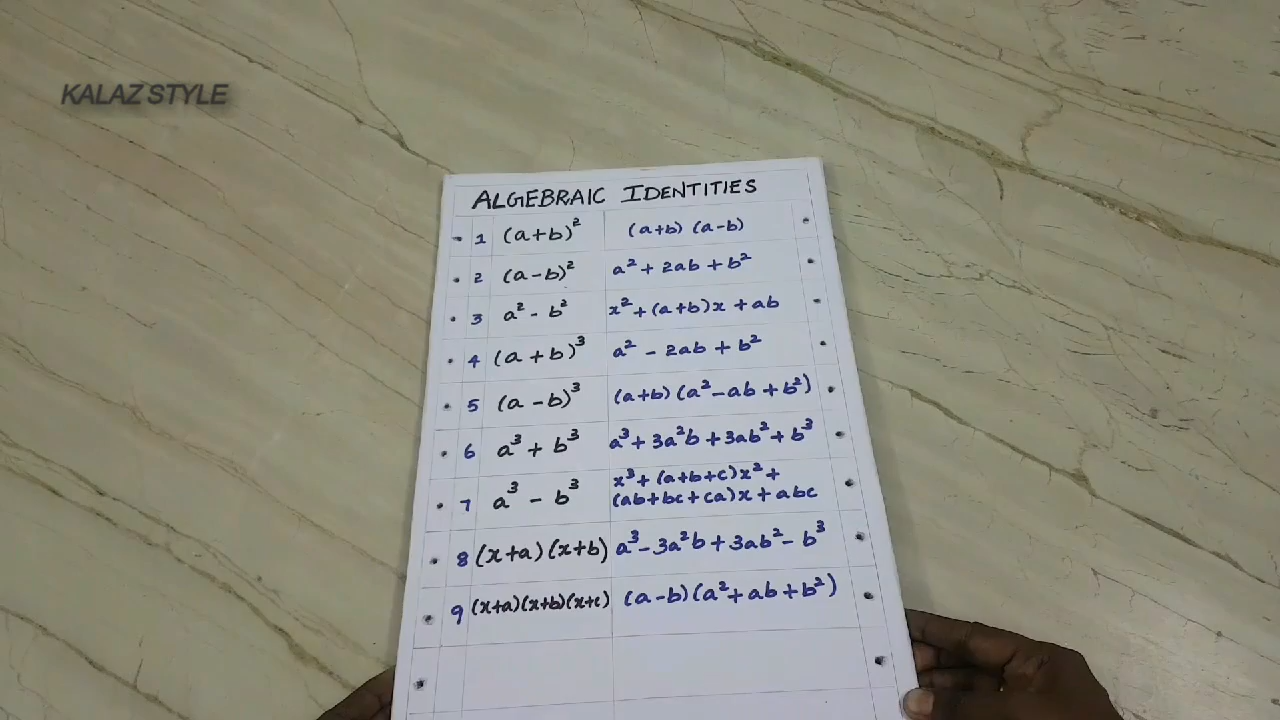 KALAZ STYLE
ALGEBRAIC IDENTITIES
1 (a+b)² (a+b) (a-b)
2 (a-b)² a² + 2ab + b²
3 a² - b² x² + (a+b)x + ab
4 (a + b)³ a² - 2ab + b²
5 (a - b)³ (a+b) (a² - ab + b²)
6 a³ + b³ a³ + 3a²b + 3ab² + b³
7 a³ - b³ x³ + (a+b+c)x² +
(ab+bc+ca)x + abc
8 (x+a) (x+b) a³ - 3a²b + 3ab² - b³
9 (x+a)(x+b)(x+c) (a-b) (a² + ab + b²)